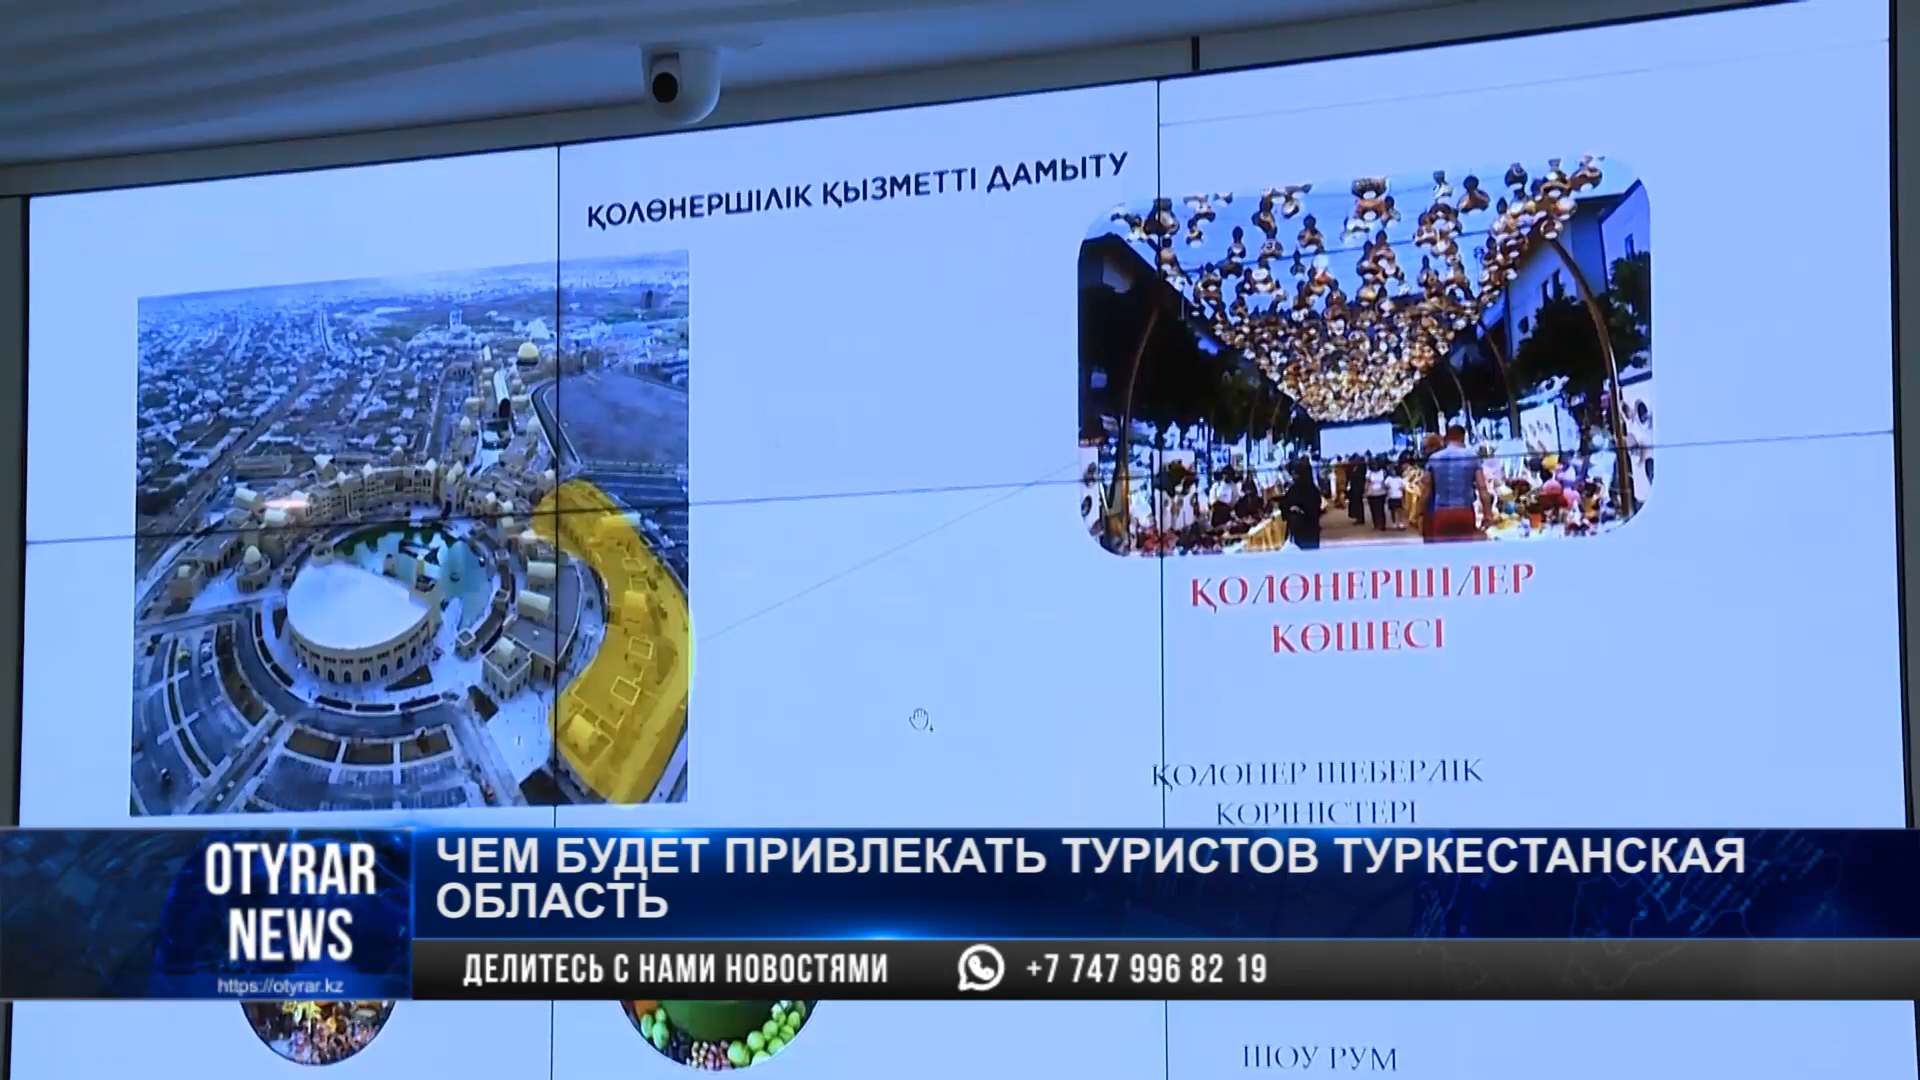 ҚОЛӨНЕРШІЛІК ҚЫЗМЕТТІ ДАМЫТУ
ҚОЛӨНЕРШІЛЕР
КӨШЕСІ
ҚОЛӨНЕР ШЕБЕРЛІК
КӨРІНІСТЕРІ
OTYRAR
NEWS
https://otyrar.kz
ЧЕМ БУДЕТ ПРИВЛЕКАТЬ ТУРИСТОВ ТУРКЕСТАНСКАЯ
ОБЛАСТЬ
ДЕЛИТЕСЬ С НАМИ НОВОСТЯМИ +7 747 996 82 19
ШОУ РУМ